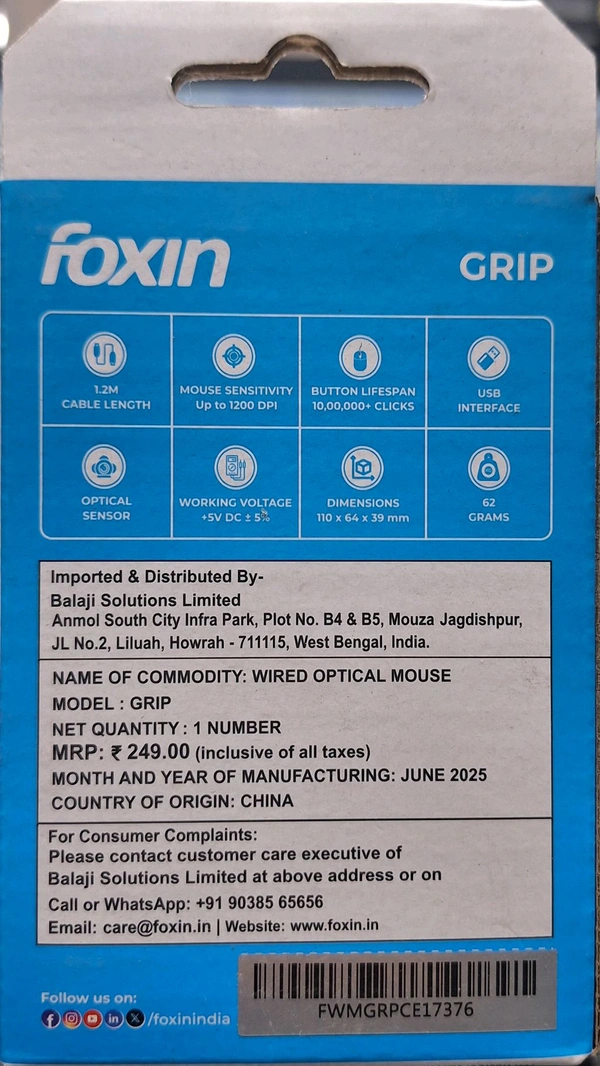 foxin
GRIP
1.2M
CABLE LENGTH
MOUSE SENSITIVITY
Up to 1200 DPI
BUTTON LIFESPAN
10,00,000+ CLICKS
USB
INTERFACE
OPTICAL
SENSOR
WORKING VOLTAGE
+5V DC ± 5%
DIMENSIONS
110 x 64 x 39 mm
62
GRAMS
Imported & Distributed By-
Balaji Solutions Limited
Anmol South City Infra Park, Plot No. B4 & B5, Mouza Jagdishpur,
JL No.2, Liluah, Howrah - 711115, West Bengal, India.
NAME OF COMMODITY: WIRED OPTICAL MOUSE
MODEL : GRIP
NET QUANTITY : 1 NUMBER
MRP: ₹ 249.00 (inclusive of all taxes)
MONTH AND YEAR OF MANUFACTURING: JUNE 2025
COUNTRY OF ORIGIN: CHINA
For Consumer Complaints:
Please contact customer care executive of
Balaji Solutions Limited at above address or on
Call or WhatsApp: +91 90385 65656
Email: care@foxin.in | Website: www.foxin.in
Follow us on:
/foxinindia
FWMGRPCE17376